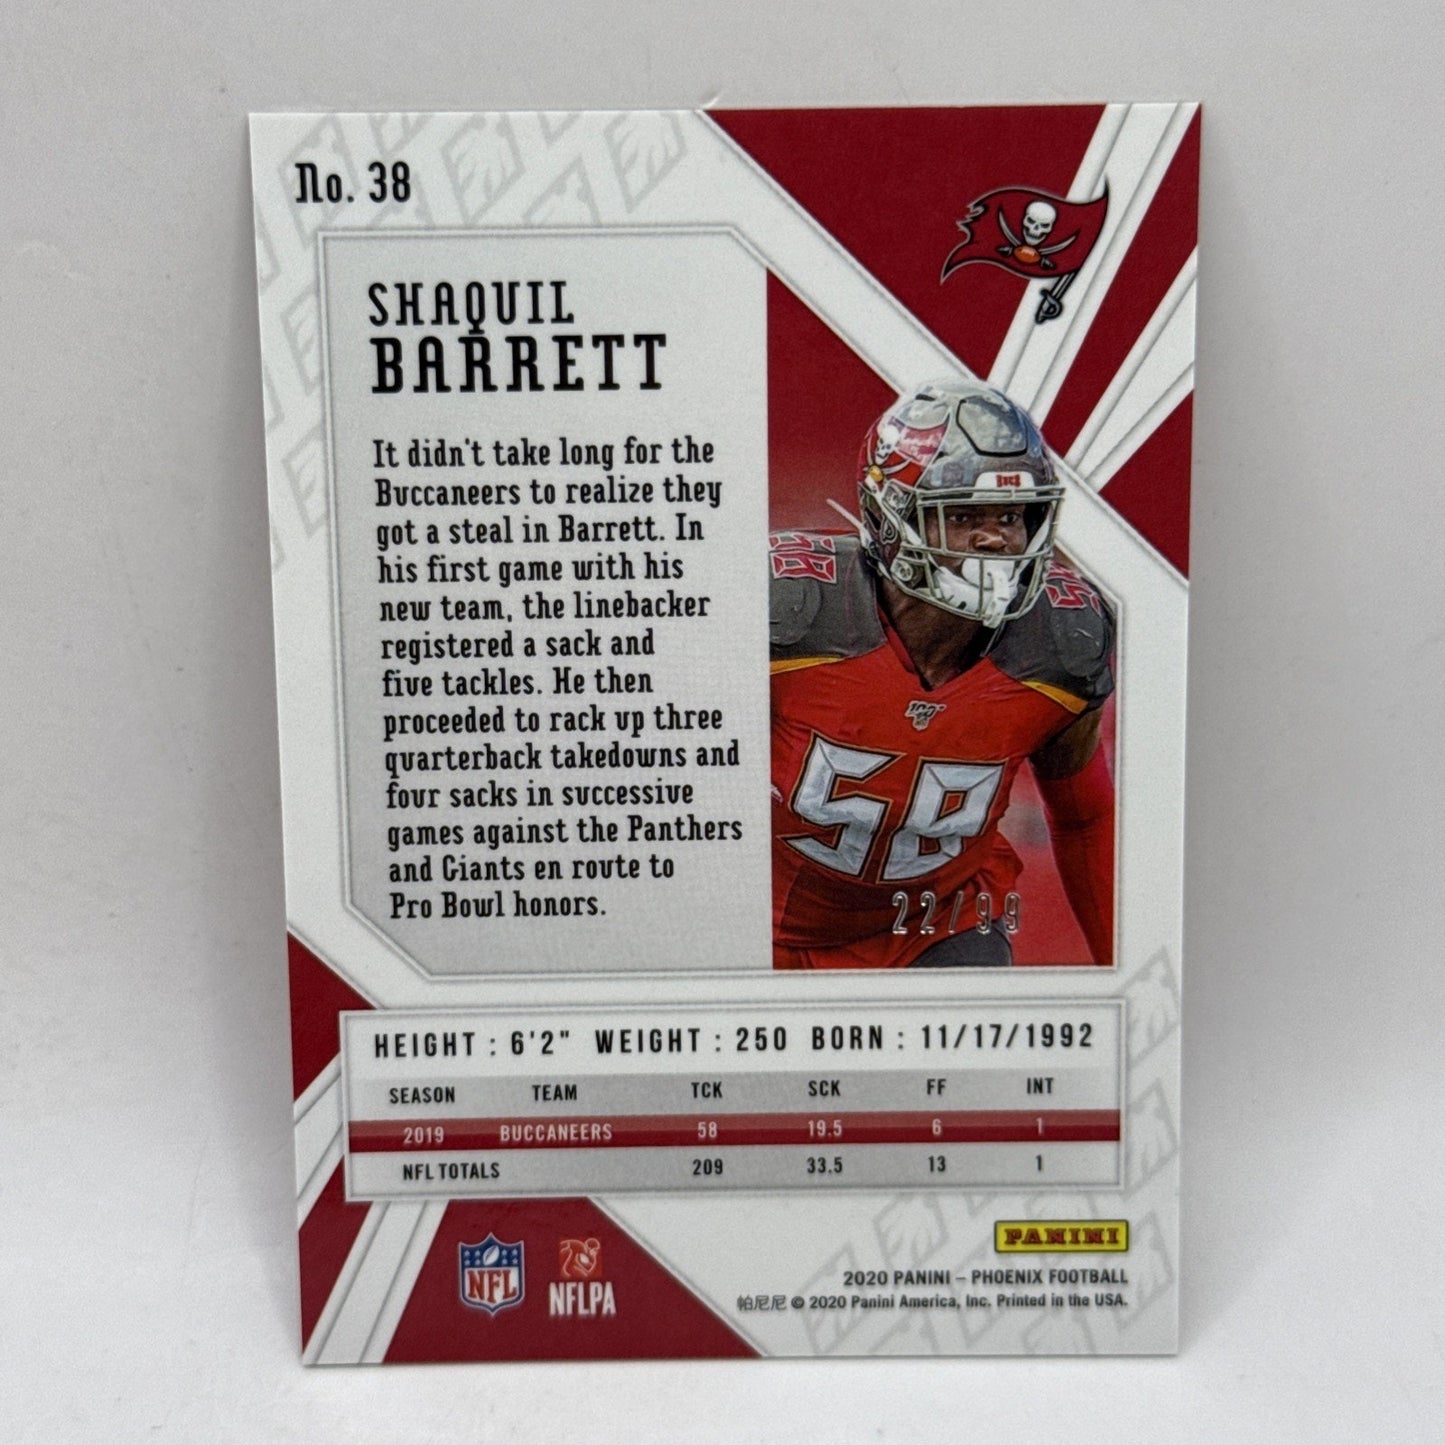 No. 38
SHAQUIL
BARRETT
It didn't take long for the
Buccaneers to realize they
got a steal in Barrett. In
his first game with his
new team, the linebacker
registered a sack and
five tackles. He then
proceeded to rack up three
quarterback takedowns and
four sacks in successive
games against the Panthers
and Giants en route to
Pro Bowl honors.
58
58
58
100
22/99
HEIGHT : 6'2" WEIGHT : 250 BORN : 11/17/1992
SEASON TEAM TCK SCK FF INT
2019 BUCCANEERS 58 19.5 6 1
NFL TOTALS 209 33.5 13 1
NFL
NFLPA
PANINI
2020 PANINI – PHOENIX FOOTBALL
帕尼尼 © 2020 Panini America, Inc. Printed in the USA.